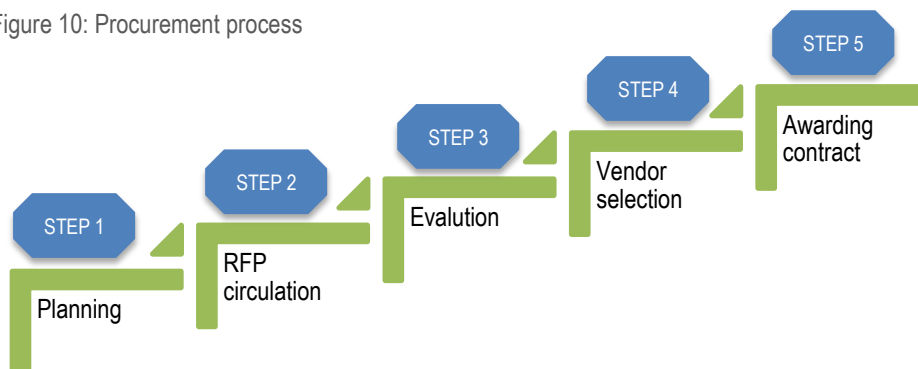 Figure 10: Procurement process
STEP 1
Planning
STEP 2
RFP
circulation
STEP 3
Evalution
STEP 4
Vendor
selection
STEP 5
Awarding
contract